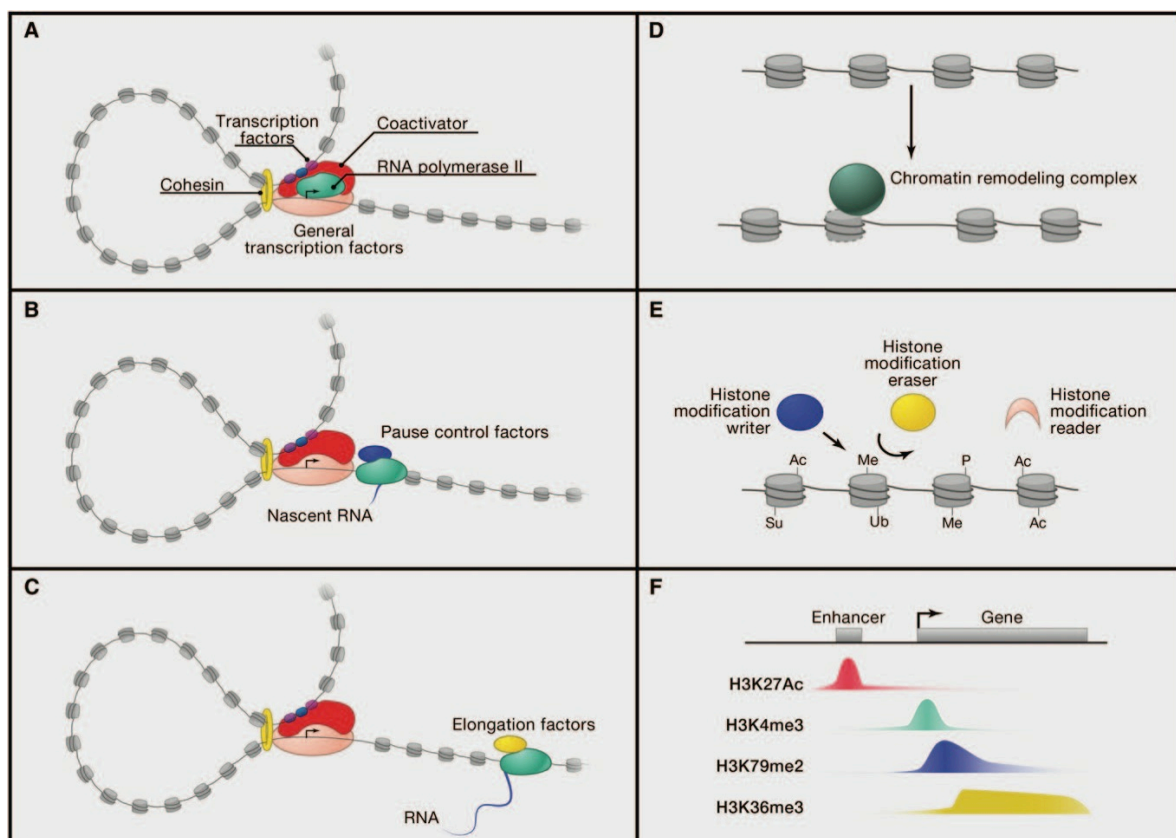 A
Transcription
factors
Coactivator
RNA polymerase II
Cohesin
General
transcription factors
B
Pause control factors
Nascent RNA
C
Elongation factors
RNA
D
Chromatin remodeling complex
E
Histone
modification
eraser
Histone
modification
writer
Histone
modification
reader
Ac
Me
P
Ac
Su
Ub
Me
Ac
F
Enhancer
Gene
H3K27Ac
H3K4me3
H3K79me2
H3K36me3